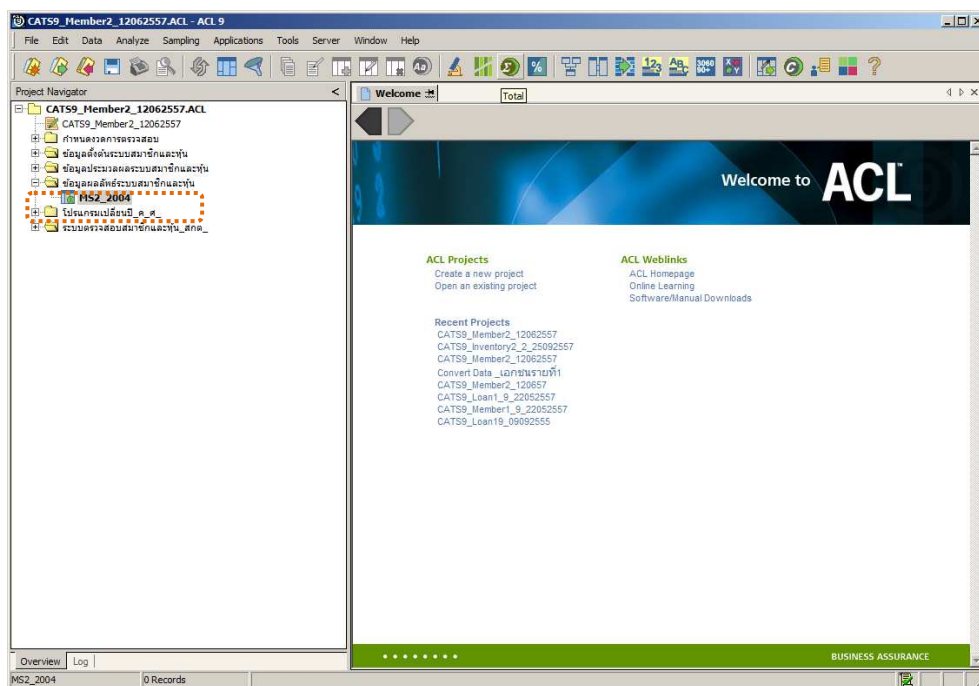 CATS9_Member2_12062557.ACL - ACL 9
File Edit Data Analyze Sampling Applications Tools Server Window Help
Project Navigator <
Welcome
Total
CATS9_Member2_12062557.ACL
CATS9_Member2_12062557
กำหนดงวดการตรวจสอบ
ข้อมูลตั้งต้นระบบสมาชิกและหุ้น
ข้อมูลประมวลผลระบบสมาชิกและหุ้น
ข้อมูลผลลัพธ์ระบบสมาชิกและหุ้น
MS2_2004
โปรแกรมเปลี่ยนปี_ค_ศ_
ระบบตรวจสอบสมาชิกและหุ้น_สกต_
Welcome to ACL™
ACL Projects
Create a new project
Open an existing project
ACL Weblinks
ACL Homepage
Online Learning
Software/Manual Downloads
Recent Projects
CATS9_Member2_12062557
CATS9_Inventory2_2_25092557
CATS9_Member2_12062557
Convert Data _เอกชนรายที่1
CATS9_Member2_120657
CATS9_Loan1_9_22052557
CATS9_Member1_9_22052557
CATS9_Loan19_09092555
BUSINESS ASSURANCE
Overview Log
MS2_2004 0 Records